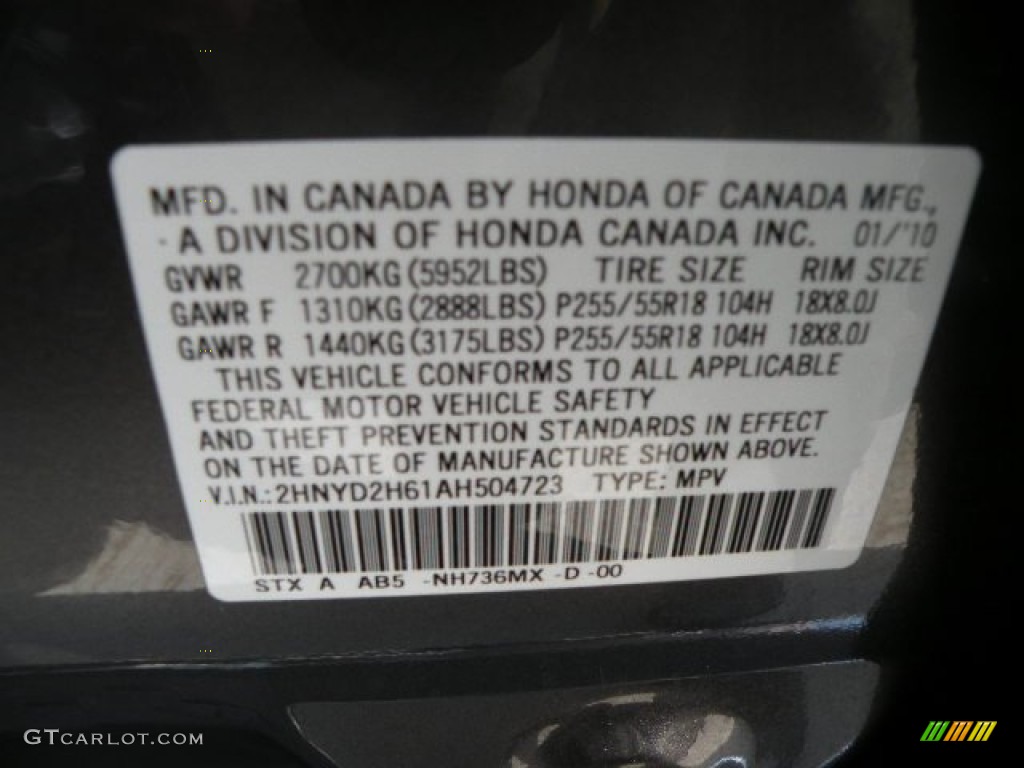 MFD. IN CANADA BY HONDA OF CANADA MFG.,
A DIVISION OF HONDA CANADA INC. 01/'10
GVWR 2700KG (5952LBS) TIRE SIZE RIM SIZE
GAWR F 1310KG (2888LBS) P255/55R18 104H 18X8.0J
GAWR R 1440KG (3175LBS) P255/55R18 104H 18X8.0J
THIS VEHICLE CONFORMS TO ALL APPLICABLE
FEDERAL MOTOR VEHICLE SAFETY
AND THEFT PREVENTION STANDARDS IN EFFECT
ON THE DATE OF MANUFACTURE SHOWN ABOVE.
V.I.N.: 2HNYD2H61AH504723 TYPE: MPV
STX A AB5 -NH736MX -D -00
GTCARLOT.COM